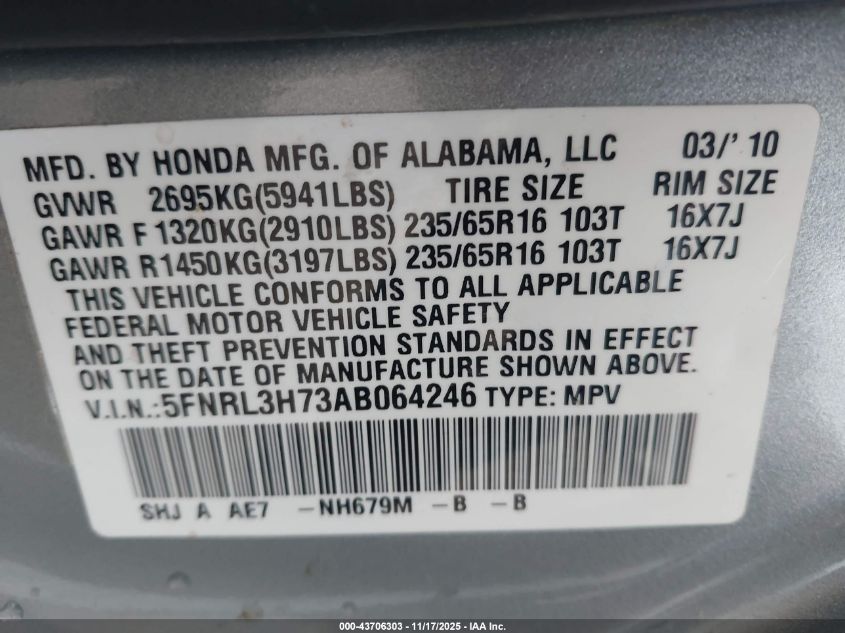 MFD. BY HONDA MFG. OF ALABAMA, LLC 03/' 10
GVWR 2695KG(5941LBS) TIRE SIZE RIM SIZE
GAWR F 1320KG(2910LBS) 235/65R16 103T 16X7J
GAWR R1450KG(3197LBS) 235/65R16 103T 16X7J
THIS VEHICLE CONFORMS TO ALL APPLICABLE
FEDERAL MOTOR VEHICLE SAFETY
AND THEFT PREVENTION STANDARDS IN EFFECT
ON THE DATE OF MANUFACTURE SHOWN ABOVE.
V.I.N.:5FNRL3H73AB064246 TYPE: MPV
SHJ A AE7 -NH679M -B -B
000-43706303 - 11/17/2025 - IAA Inc.